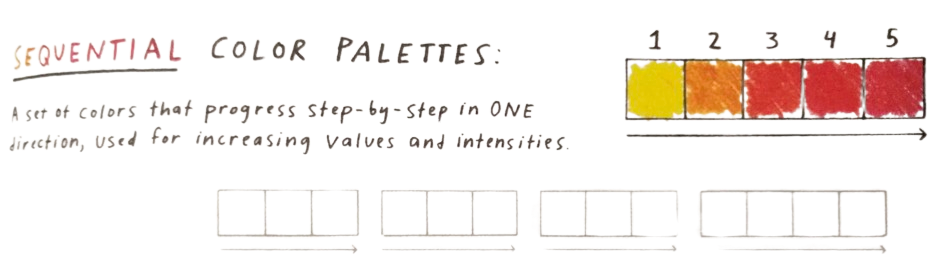 SEQUENTIAL COLOR PALETTES:
1 2 3 4 5
A set of colors that progress step-by-step in ONE
direction, used for increasing values and intensities.